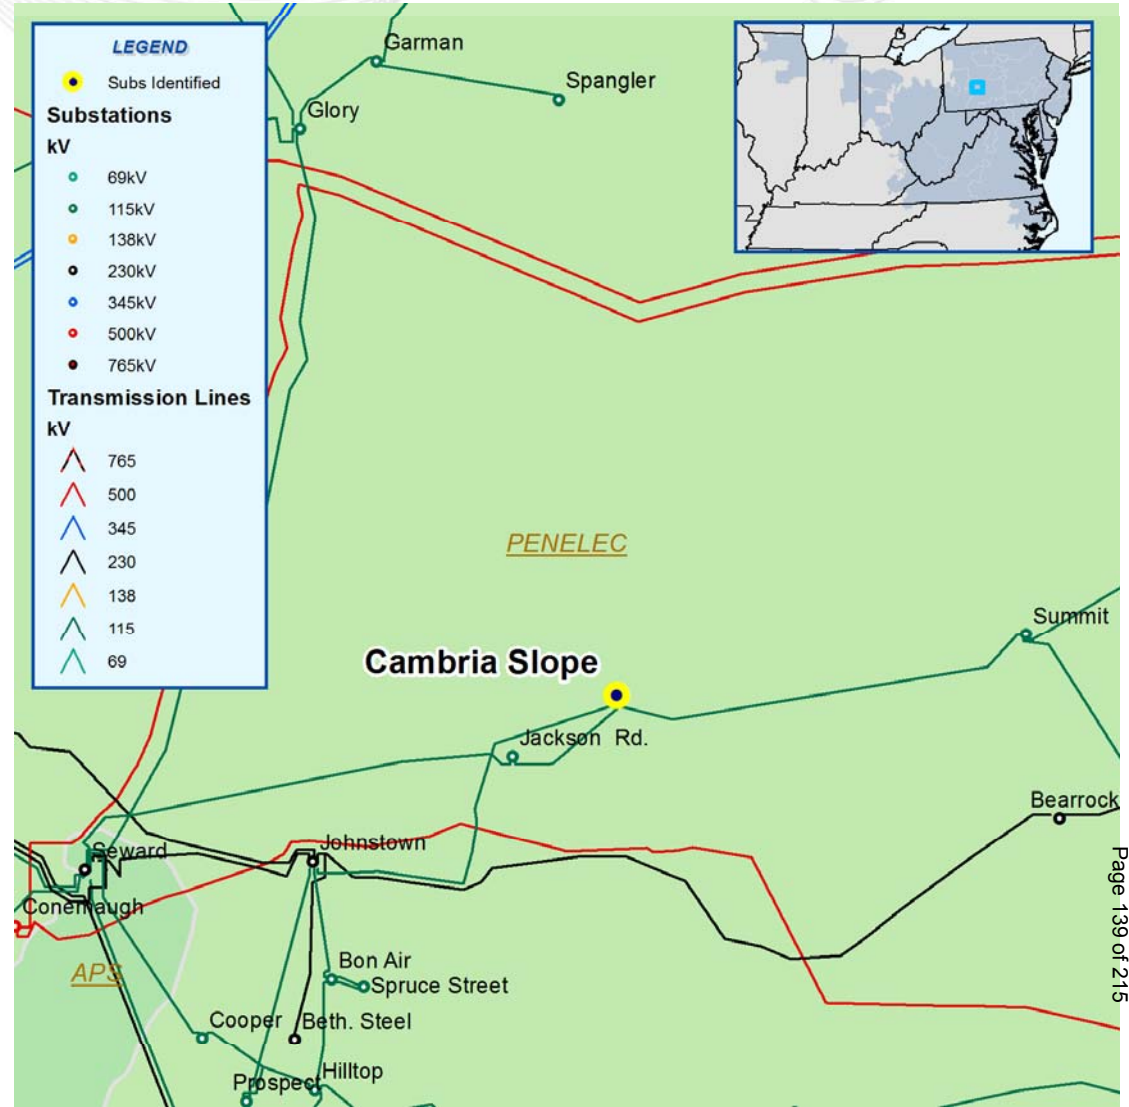 LEGEND
Subs Identified
Substations
kV
69kV
115kV
138kV
230kV
345kV
500kV
765kV
Transmission Lines
kV
765
500
345
230
138
115
69
Garman
Spangler
Glory
PENELEC
Summit
Cambria Slope
Jackson Rd.
Bearrock
Johnstown
Seward
Conemaugh
APS
Bon Air
Spruce Street
Cooper
Beth. Steel
Hilltop
Prospect
Page 139 of 215